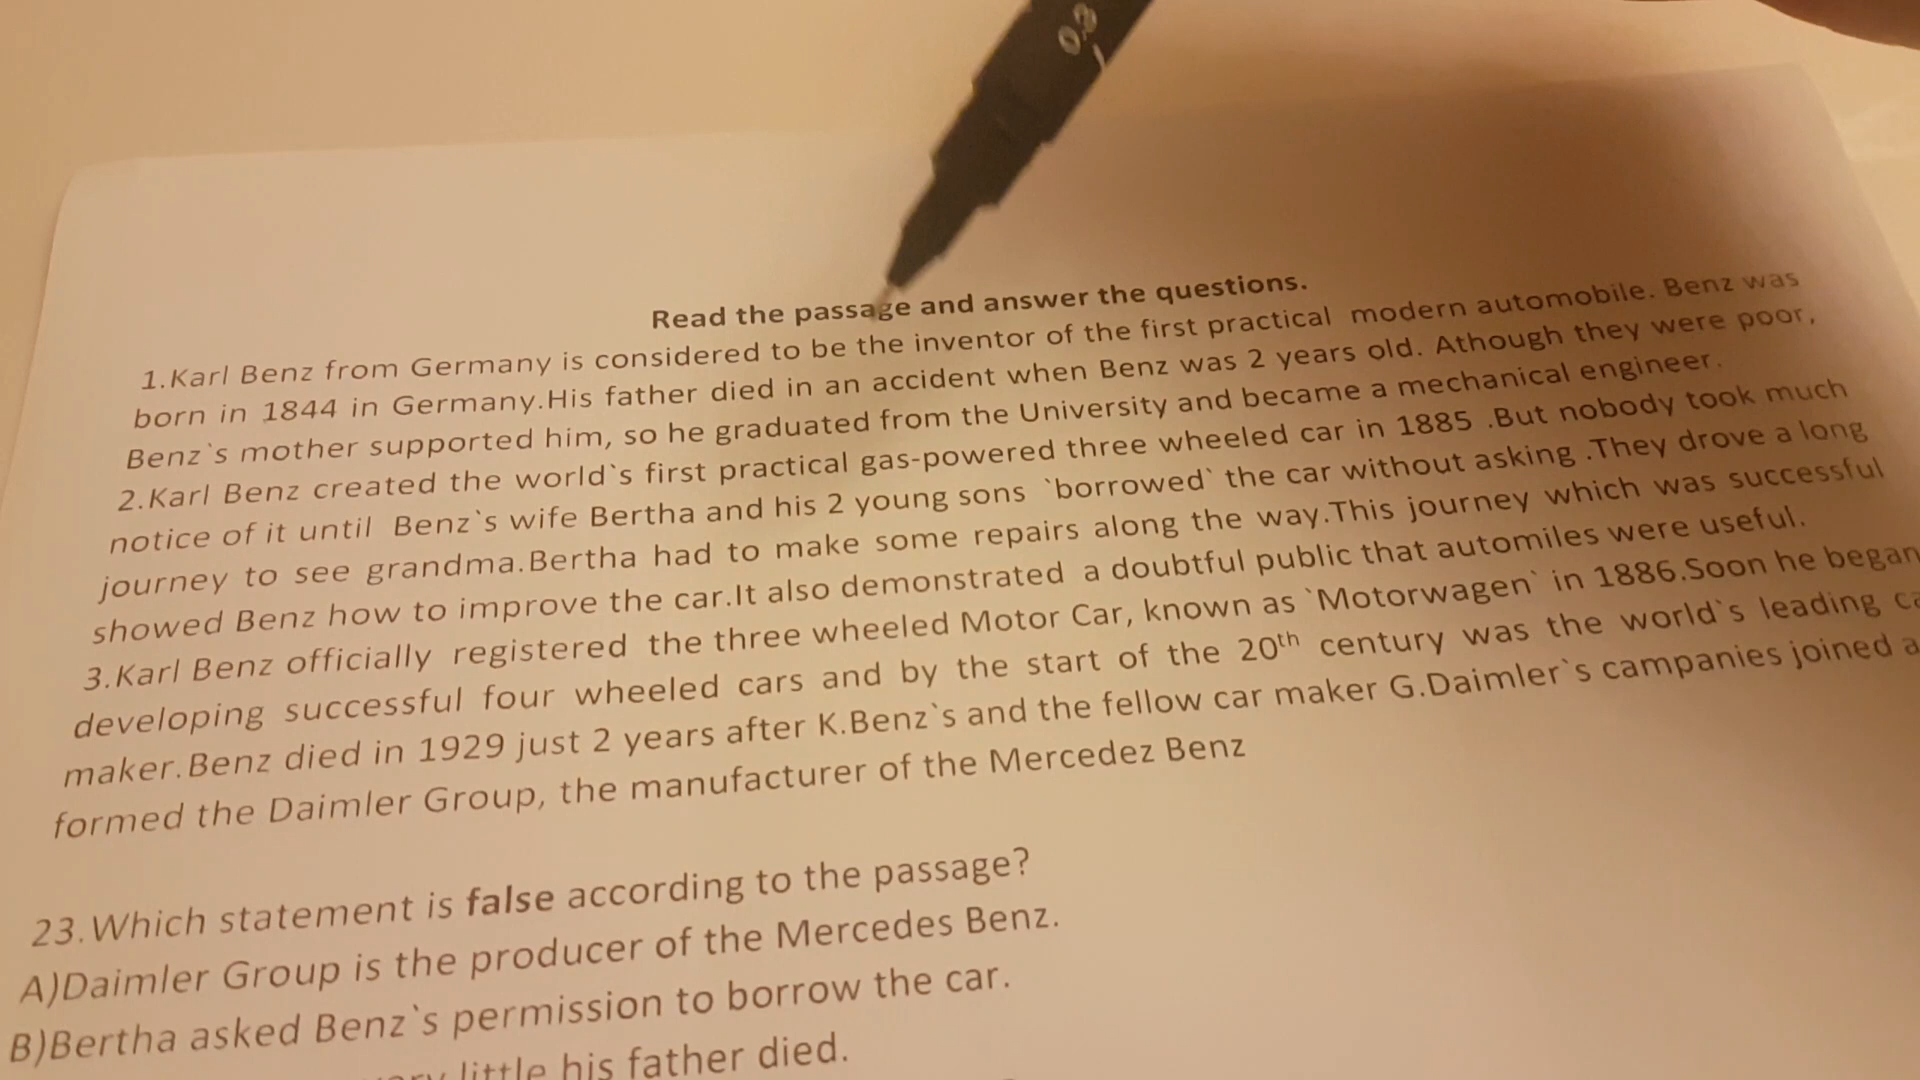 0.3
Read the passage and answer the questions.
1.Karl Benz from Germany is considered to be the inventor of the first practical modern automobile. Benz was
born in 1844 in Germany.His father died in an accident when Benz was 2 years old. Athough they were poor,
Benz`s mother supported him, so he graduated from the University and became a mechanical engineer.
2.Karl Benz created the world`s first practical gas-powered three wheeled car in 1885 .But nobody took much
notice of it until Benz`s wife Bertha and his 2 young sons `borrowed` the car without asking .They drove a long
journey to see grandma.Bertha had to make some repairs along the way.This journey which was successful
showed Benz how to improve the car.It also demonstrated a doubtful public that automiles were useful.
3.Karl Benz officially registered the three wheeled Motor Car, known as `Motorwagen` in 1886.Soon he began
developing successful four wheeled cars and by the start of the 20th century was the world`s leading
maker.Benz died in 1929 just 2 years after K.Benz`s and the fellow car maker G.Daimler`s campanies joined
formed the Daimler Group, the manufacturer of the Mercedez Benz
23.Which statement is false according to the passage?
A)Daimler Group is the producer of the Mercedes Benz.
B)Bertha asked Benz`s permission to borrow the car.
little his father died.